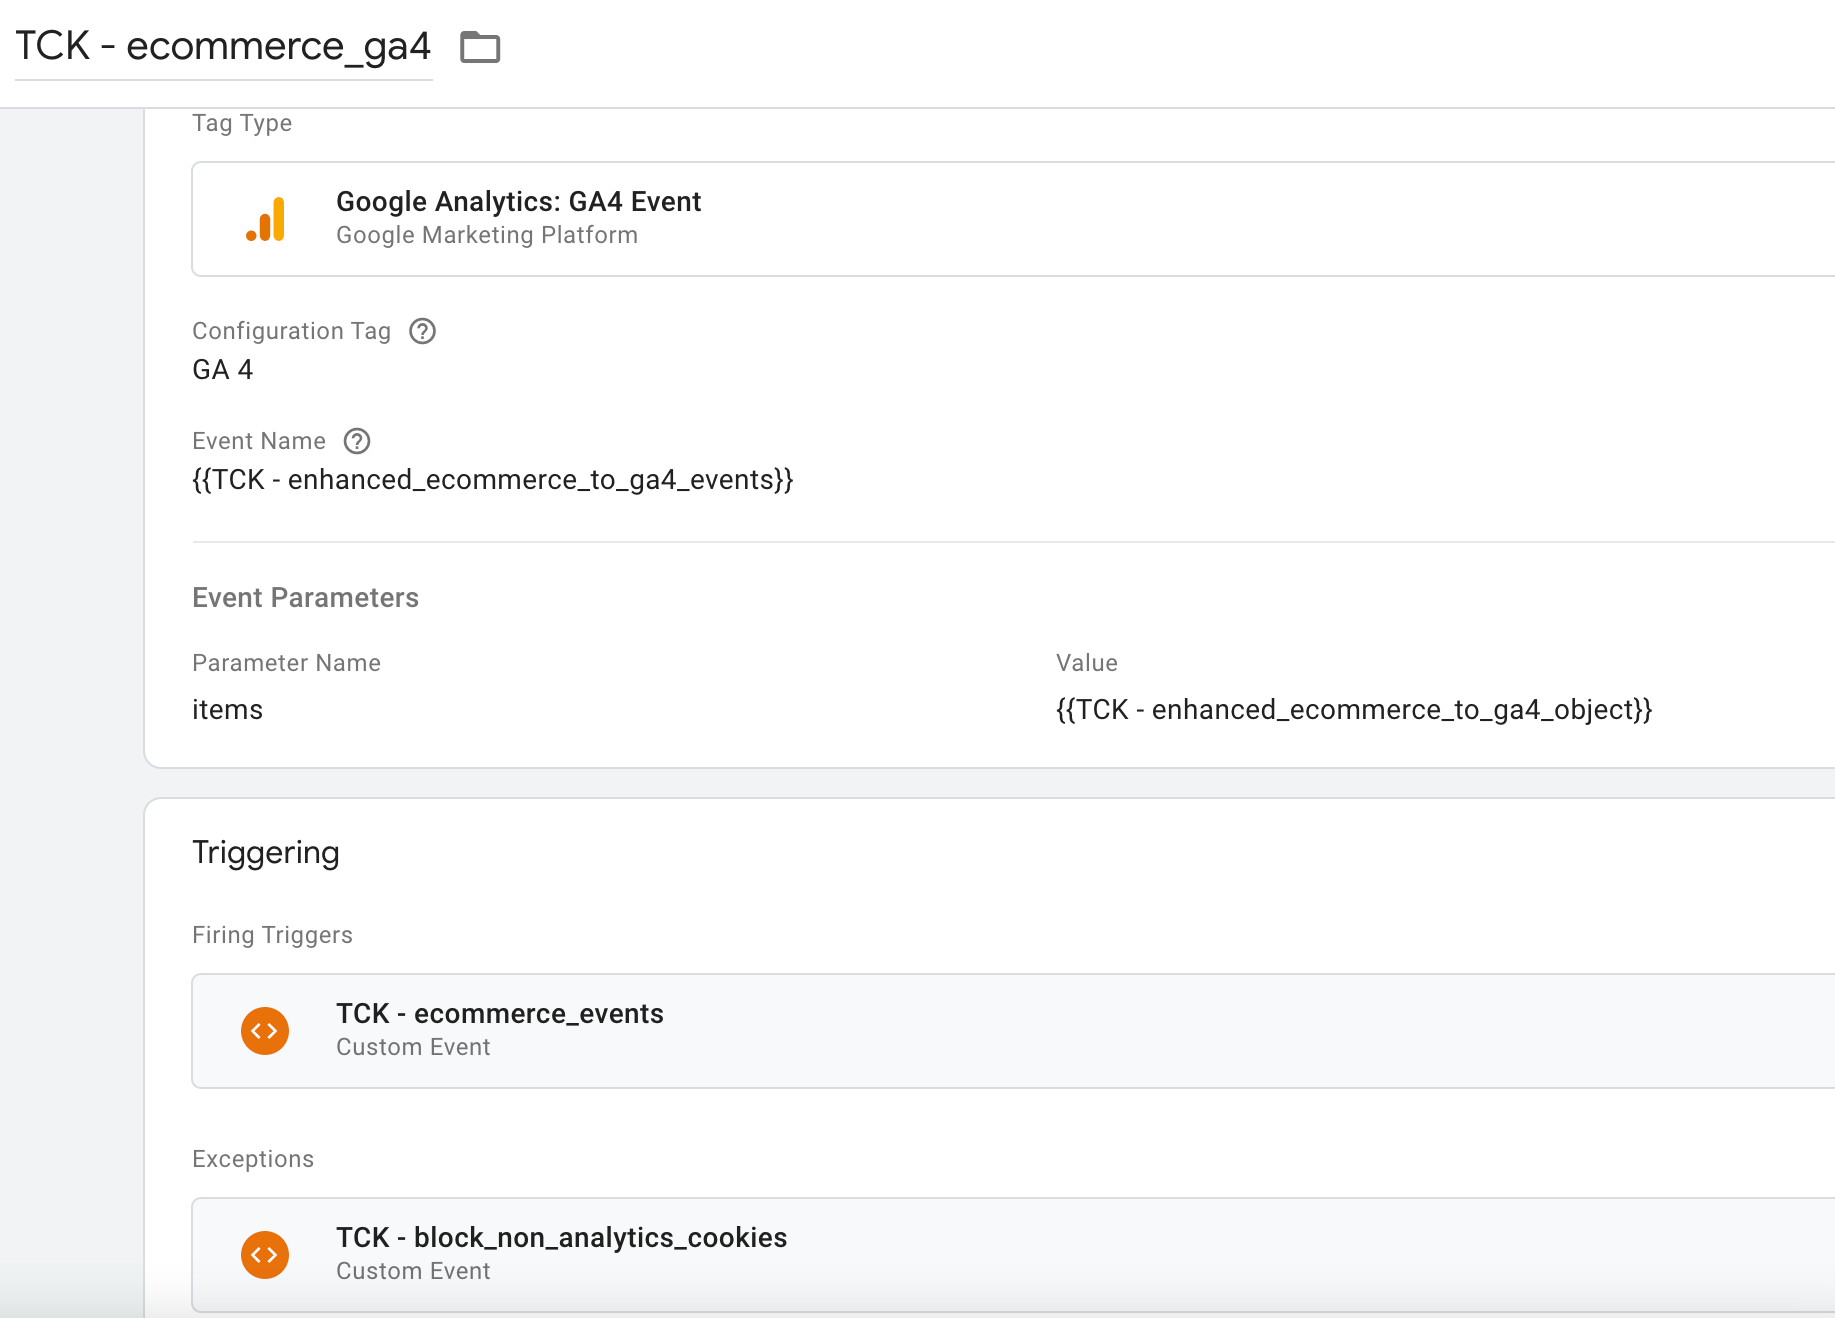 TCK - ecommerce_ga4
Tag Type
Google Analytics: GA4 Event
Google Marketing Platform
Configuration Tag
GA 4
Event Name
{{TCK - enhanced_ecommerce_to_ga4_events}}
Event Parameters
Parameter Name Value
items {{TCK - enhanced_ecommerce_to_ga4_object}}
Triggering
Firing Triggers
TCK - ecommerce_events
Custom Event
Exceptions
TCK - block_non_analytics_cookies
Custom Event